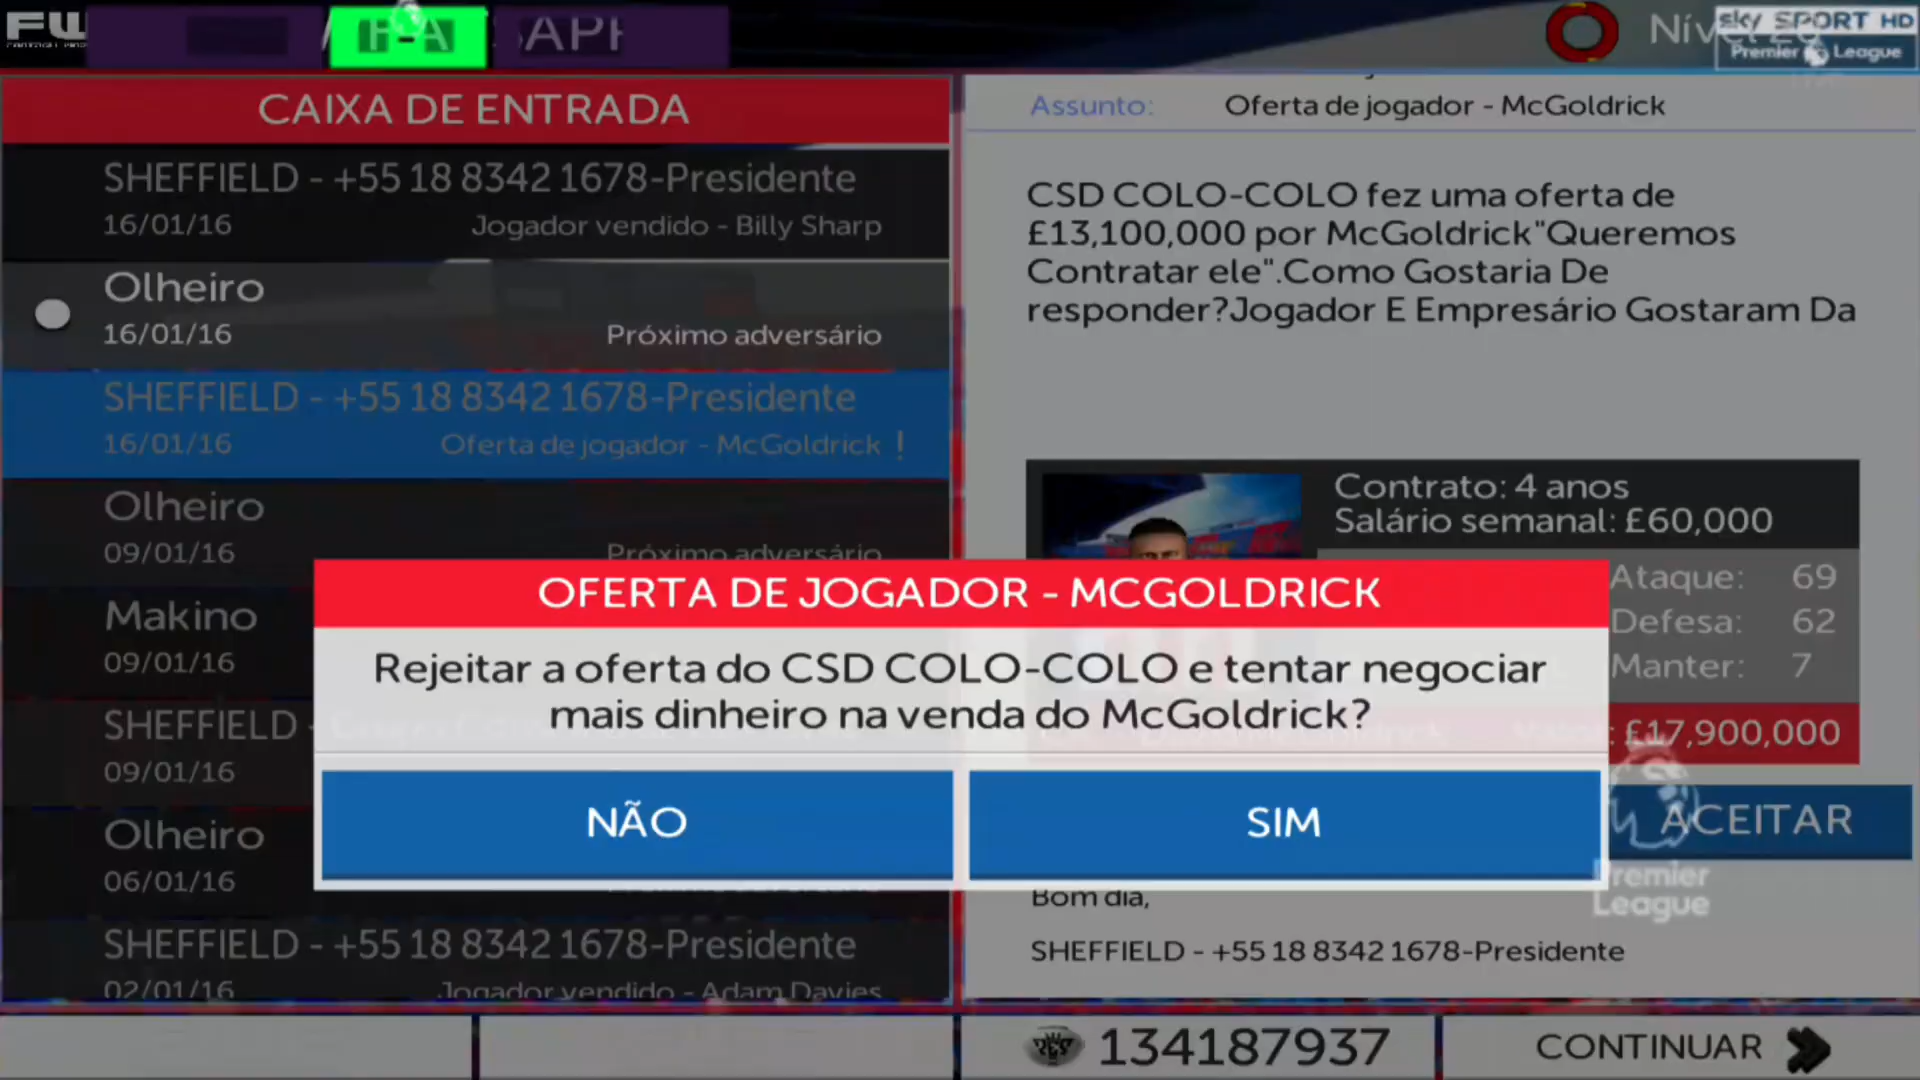 FW
SAPF
Nív
sky SPORT HD
Premier League
CAIXA DE ENTRADA
SHEFFIELD - +55 18 8342 1678-Presidente
16/01/16 Jogador vendido - Billy Sharp
Olheiro
16/01/16 Próximo adversário
SHEFFIELD - +55 18 8342 1678-Presidente
16/01/16 Oferta de jogador - McGoldrick !
Olheiro
09/01/16 Próximo adversário
Makino
09/01/16
SHEFFIELD -
09/01/16
Olheiro
06/01/16
SHEFFIELD - +55 18 8342 1678-Presidente
02/01/16 Jogador vendido - Adam Davies
Assunto: Oferta de jogador - McGoldrick
CSD COLO-COLO fez uma oferta de
£13,100,000 por McGoldrick"Queremos
Contratar ele".Como Gostaria De
responder?Jogador E Empresário Gostaram Da
Contrato: 4 anos
Salário semanal: £60,000
Ataque: 69
Defesa: 62
Manter: 7
£17,900,000
OFERTA DE JOGADOR - MCGOLDRICK
Rejeitar a oferta do CSD COLO-COLO e tentar negociar
mais dinheiro na venda do McGoldrick?
NÃO SIM
ACEITAR
Premier
League
Bom dia,
SHEFFIELD - +55 18 8342 1678-Presidente
134187937
CONTINUAR